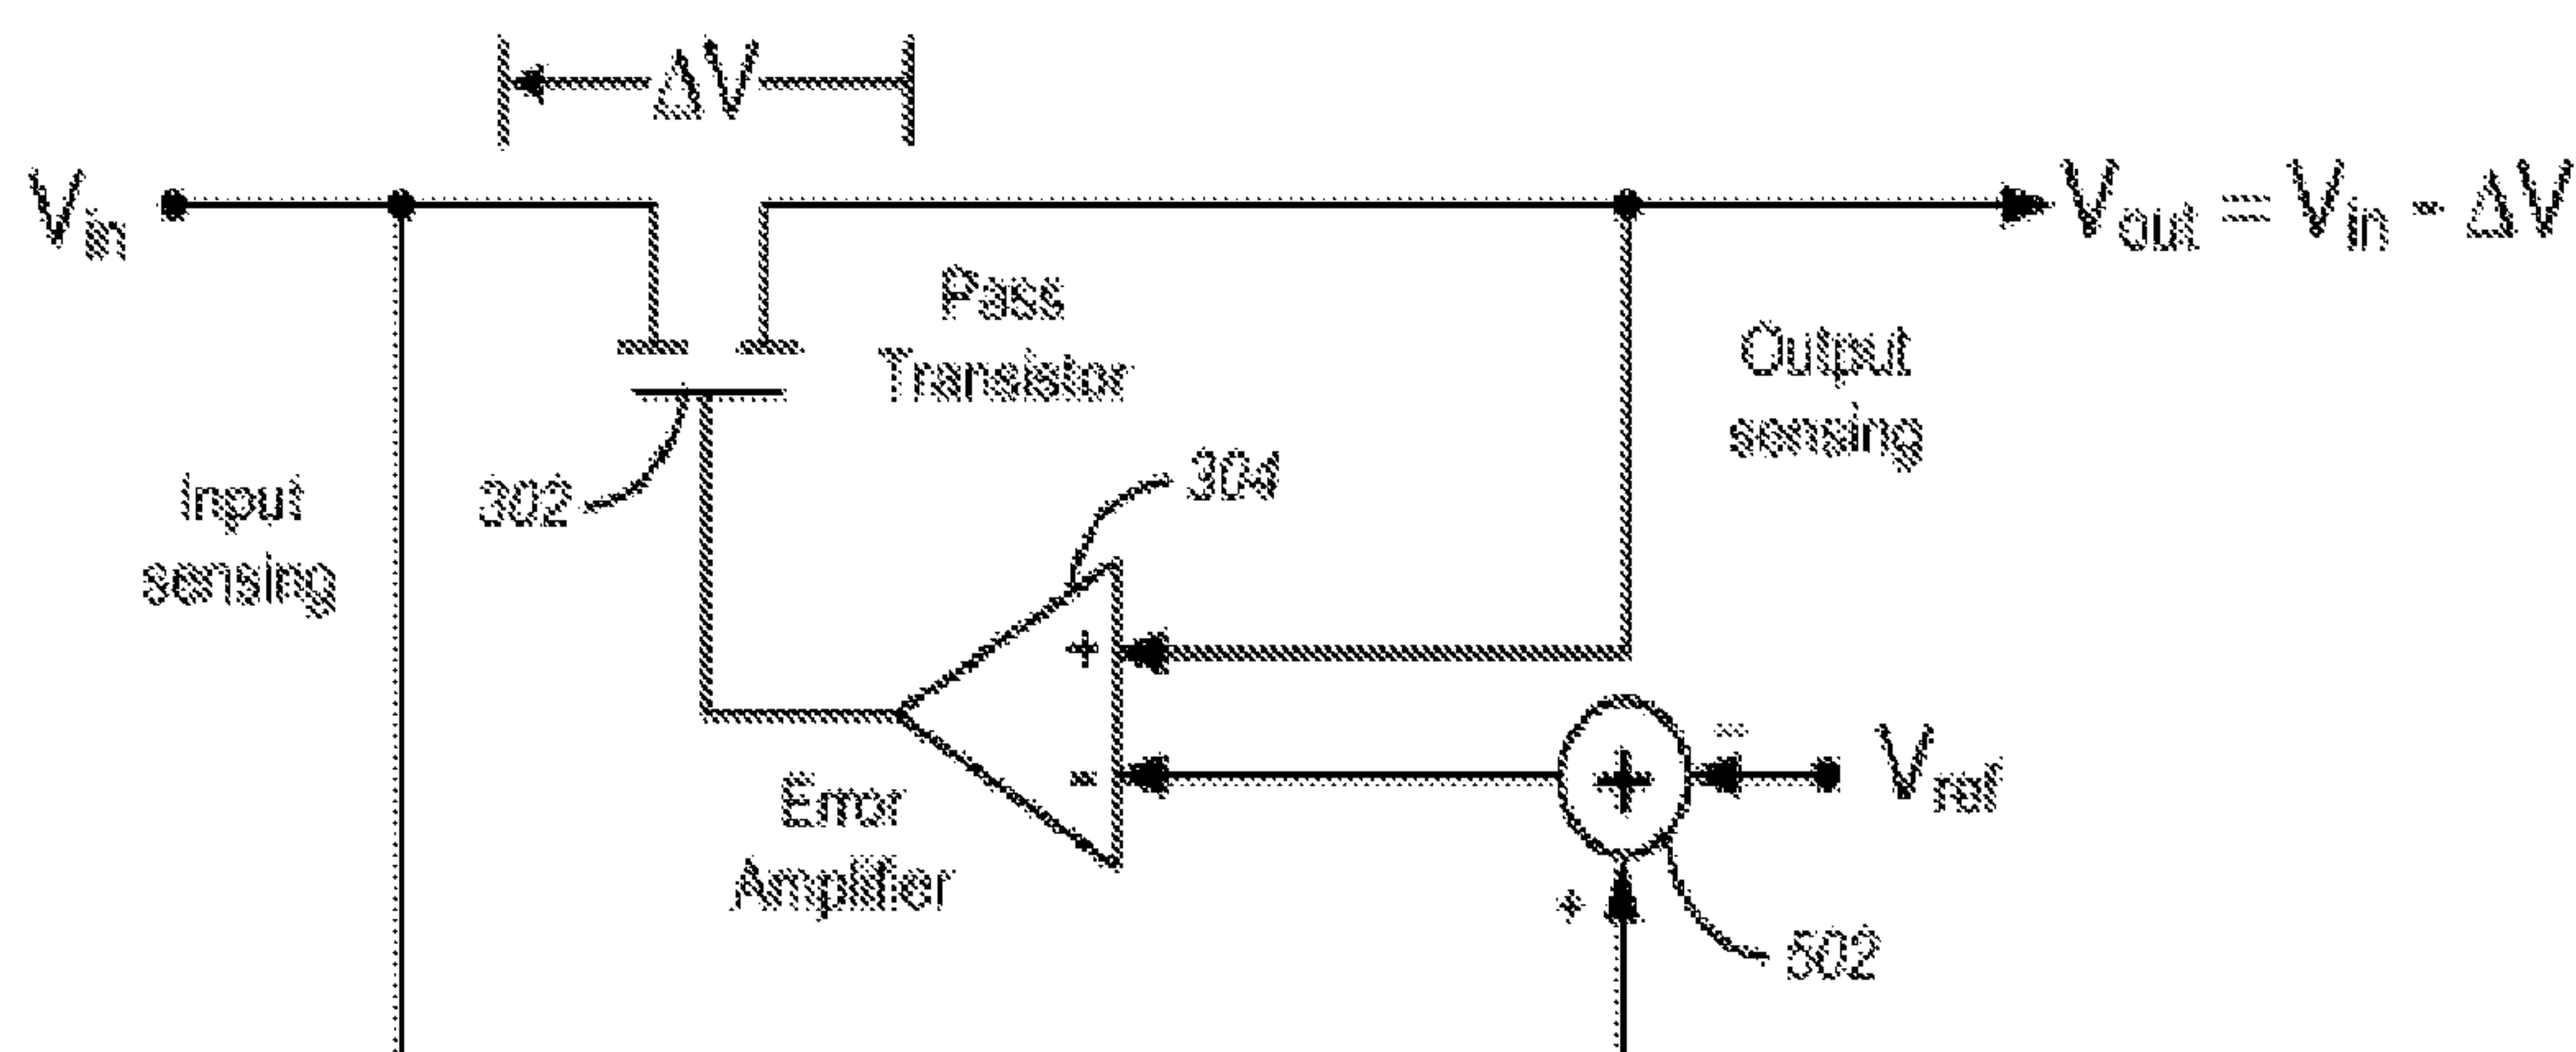 ΔV
Vin
Vout = Vin - ΔV
Pass
Transistor
Output
sensing
Input
sensing
302
304
+
-
Error
Amplifier
+
-
Vref
+
502